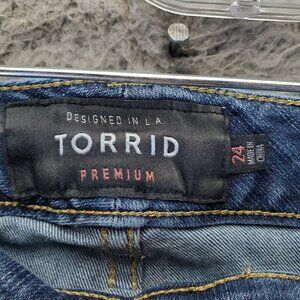 DESIGNED IN L.A.
TORRID
PREMIUM
24
MADE IN
CHINA